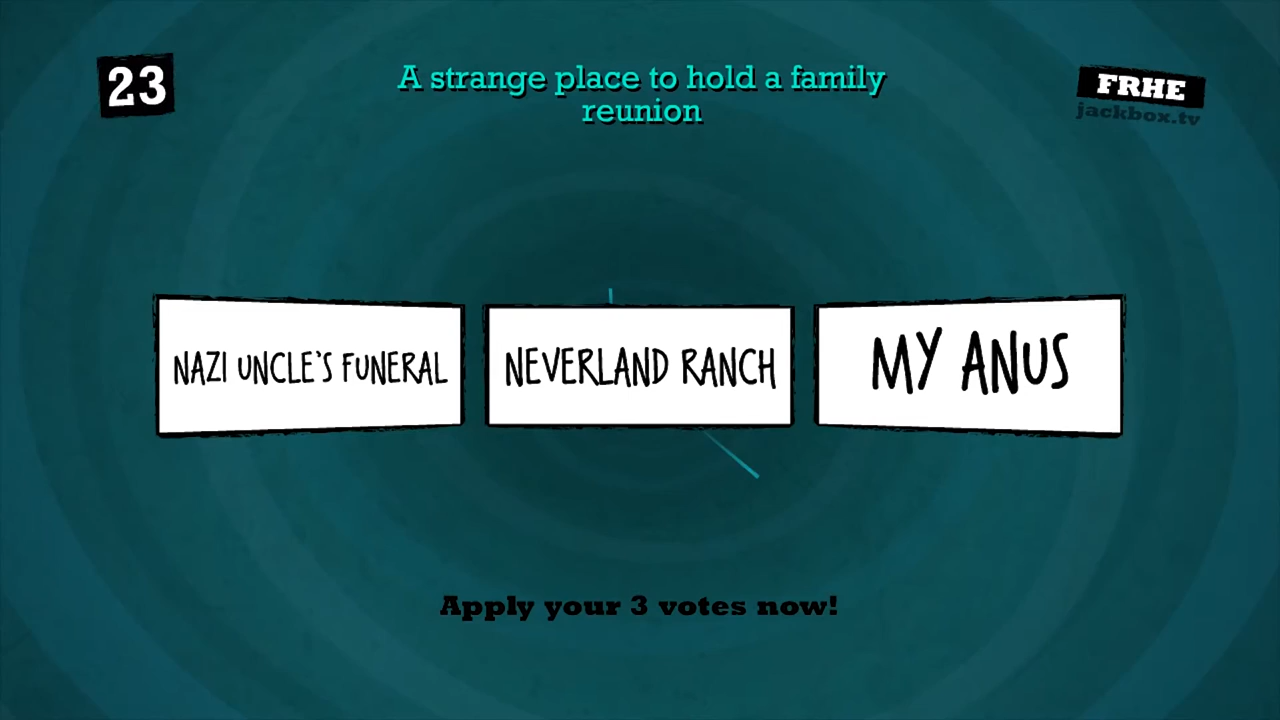 23
A strange place to hold a family
reunion
FRHE
jackbox.tv
NAZI UNCLE'S FUNERAL
NEVERLAND RANCH
MY ANUS
Apply your 3 votes now!